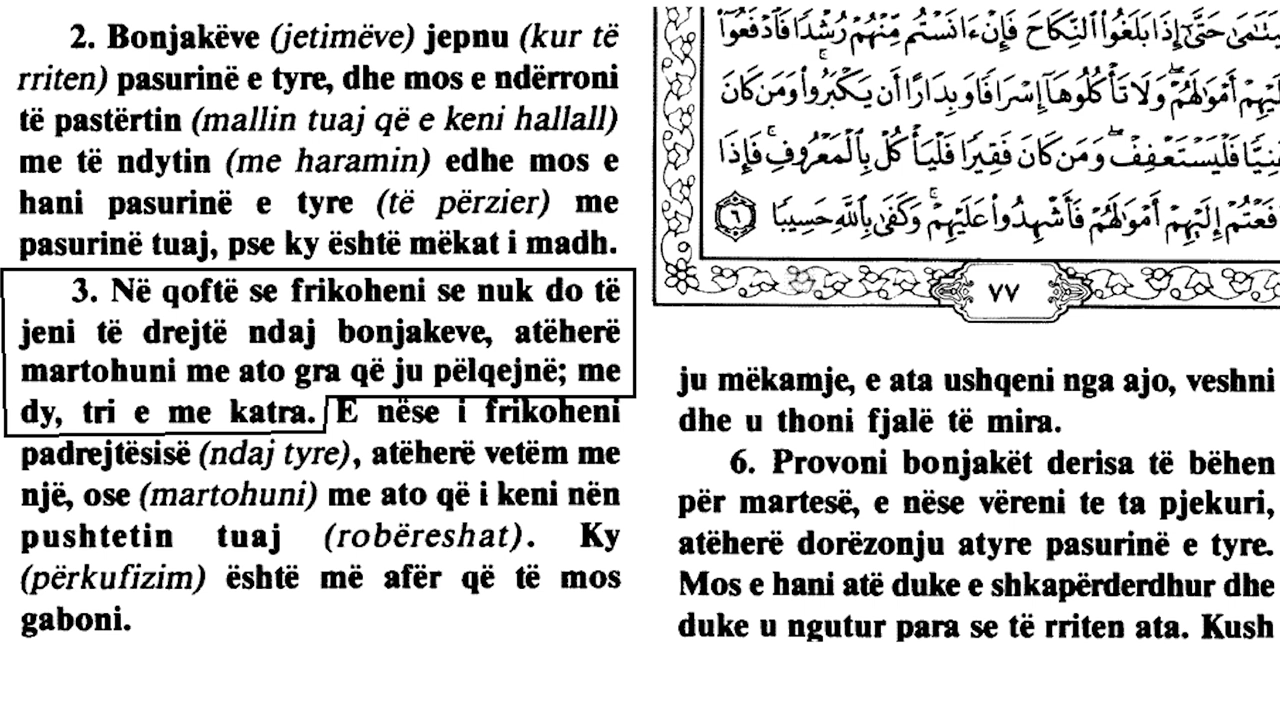 2. Bonjakëve (jetimëve) jepnu (kur të
rriten) pasurinë e tyre, dhe mos e ndërroni
të pastërtin (mallin tuaj që e keni hallall)
me të ndytin (me haramin) edhe mos e
hani pasurinë e tyre (të përzier) me
pasurinë tuaj, pse ky është mëkat i madh.
3. Në qoftë se frikoheni se nuk do të
jeni të drejtë ndaj bonjakeve, atëherë
martohuni me ato gra që ju pëlqejnë; me
dy, tri e me katra. E nëse i frikoheni
padrejtësisë (ndaj tyre), atëherë vetëm me
një, ose (martohuni) me ato që i keni nën
pushtetin tuaj (robëreshat). Ky
(përkufizim) është më afër që të mos
gaboni.
حَتَّىٰٓ إِذَا بَلَغُوا۟ ٱلنِّكَاحَ فَإِنْ ءَانَسْتُم مِّنْهُمْ رُشْدًا فَٱدْفَعُوٓا۟
أَمْوَٰلَهُمْ ۖ وَلَا تَأْكُلُوهَآ إِسْرَافًا وَبِدَارًا أَن يَكْبَرُوا۟ ۚ وَمَن كَانَ
فَلْيَسْتَعْفِفْ ۖ وَمَن كَانَ فَقِيرًا فَلْيَأْكُلْ بِٱلْمَعْرُوفِ ۚ فَإِذَا
إِلَيْهِمْ أَمْوَٰلَهُمْ فَأَشْهِدُوا۟ عَلَيْهِمْ ۚ وَكَفَىٰ بِٱللَّهِ حَسِيبًا ٦
٧٧
ju mëkamje, e ata ushqeni nga ajo, veshni
dhe u thoni fjalë të mira.
6. Provoni bonjakët derisa të bëhen
për martesë, e nëse vëreni te ta pjekuri,
atëherë dorëzonju atyre pasurinë e tyre.
Mos e hani atë duke e shkapërderdhur dhe
duke u ngutur para se të rriten ata. Kush